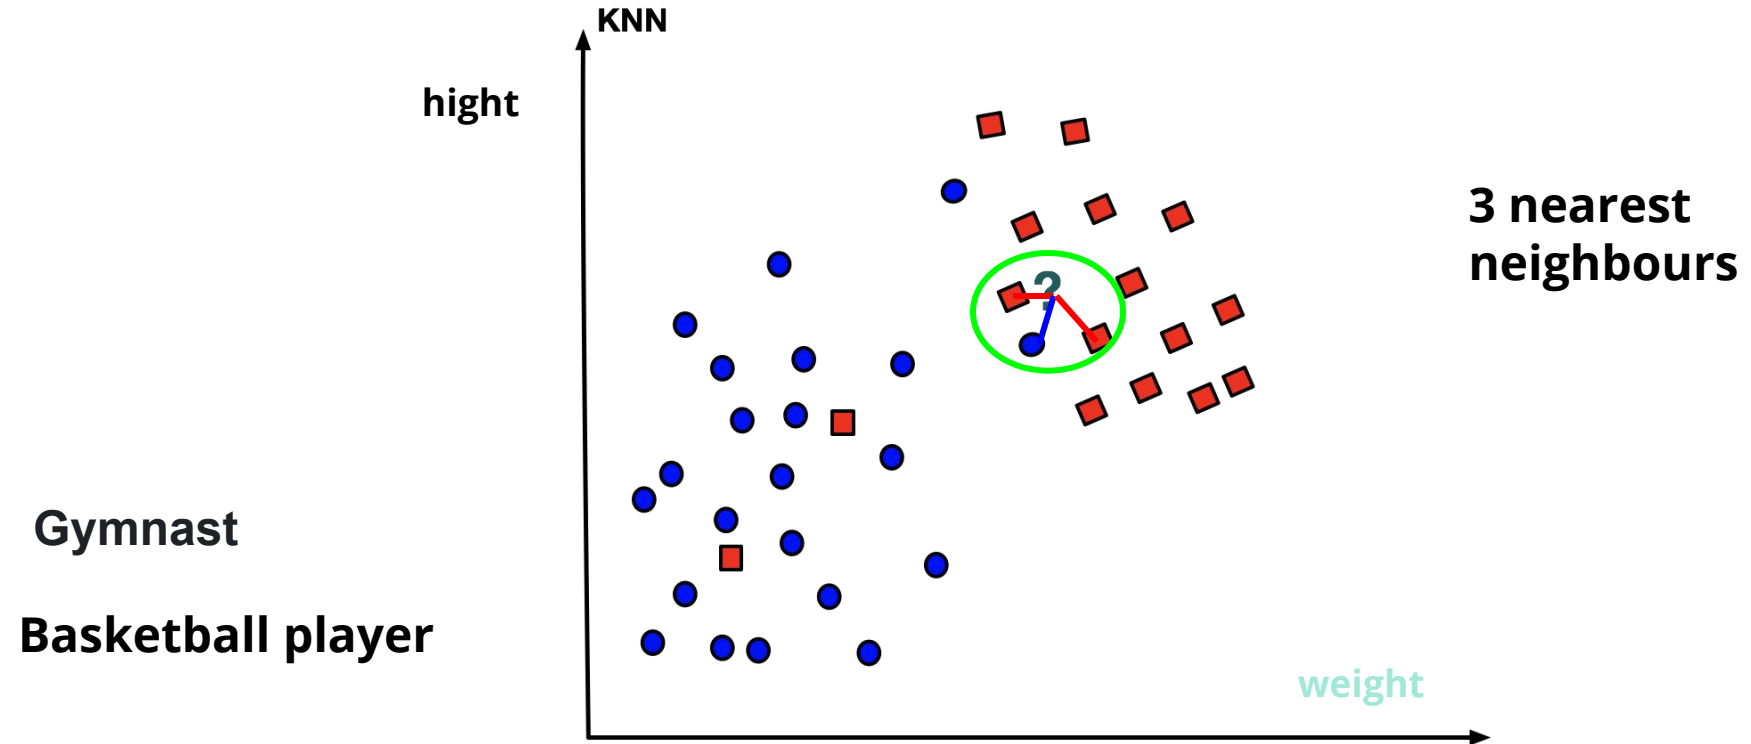 KNN
hight
3 nearest
neighbours
?
Gymnast
Basketball player
weight